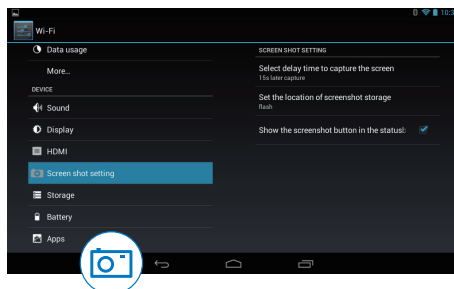 10:3
Wi-Fi
Data usage
More...
DEVICE
Sound
Display
HDMI
Screen shot setting
Storage
Battery
Apps
SCREEN SHOT SETTING
Select delay time to capture the screen
15s later capture
Set the location of screenshot storage
flash
Show the screenshot button in the statusb